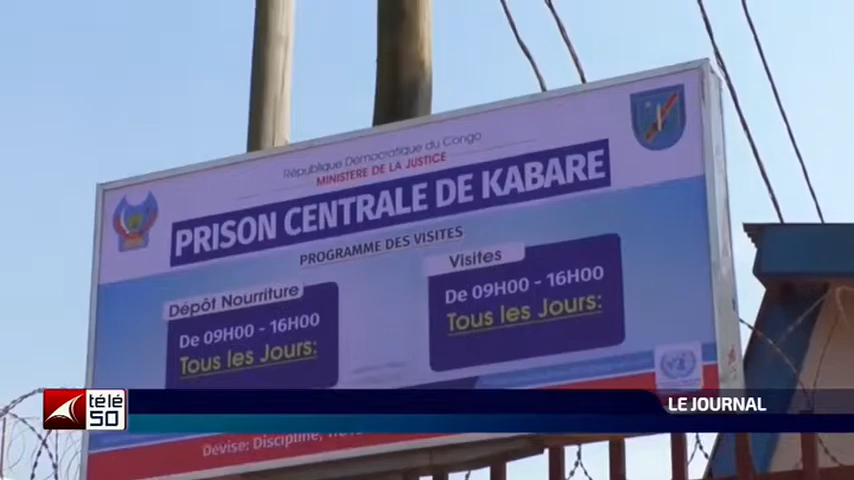 République Démocratique du Congo
MINISTERE DE LA JUSTICE
PRISON CENTRALE DE KABARE
PROGRAMME DES VISITES
Dépôt Nourriture
De 09H00 - 16H00
Tous les Jours:
Visites
De 09H00 - 16H00
Tous les Jours:
Devise: Discipline,
télé
50
LE JOURNAL